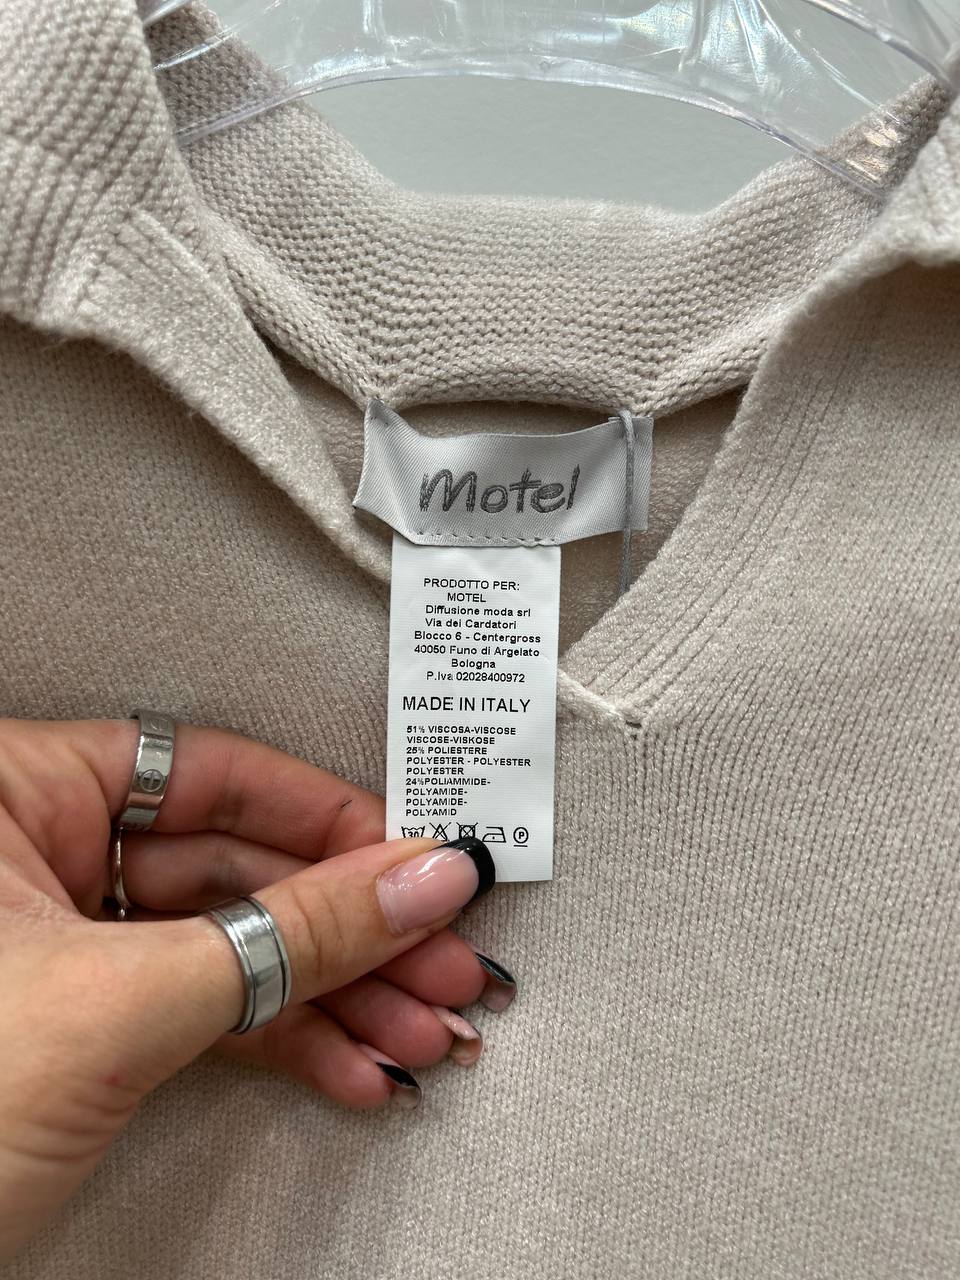 Motel
PRODOTTO PER:
MOTEL
Diffusione moda srl
Via dei Cardatori
Blocco 6 - Centergross
40050 Funo di Argelato
Bologna
P.Iva 02028400972
MADE IN ITALY
51% VISCOSA-VISCOSE
VISCOSE-VISKOSE
25% POLIESTERE
POLYESTER - POLYESTER
POLYESTER
24%POLIAMMIDE-
POLYAMIDE-
POLYAMIDE-
POLYAMID
30
P